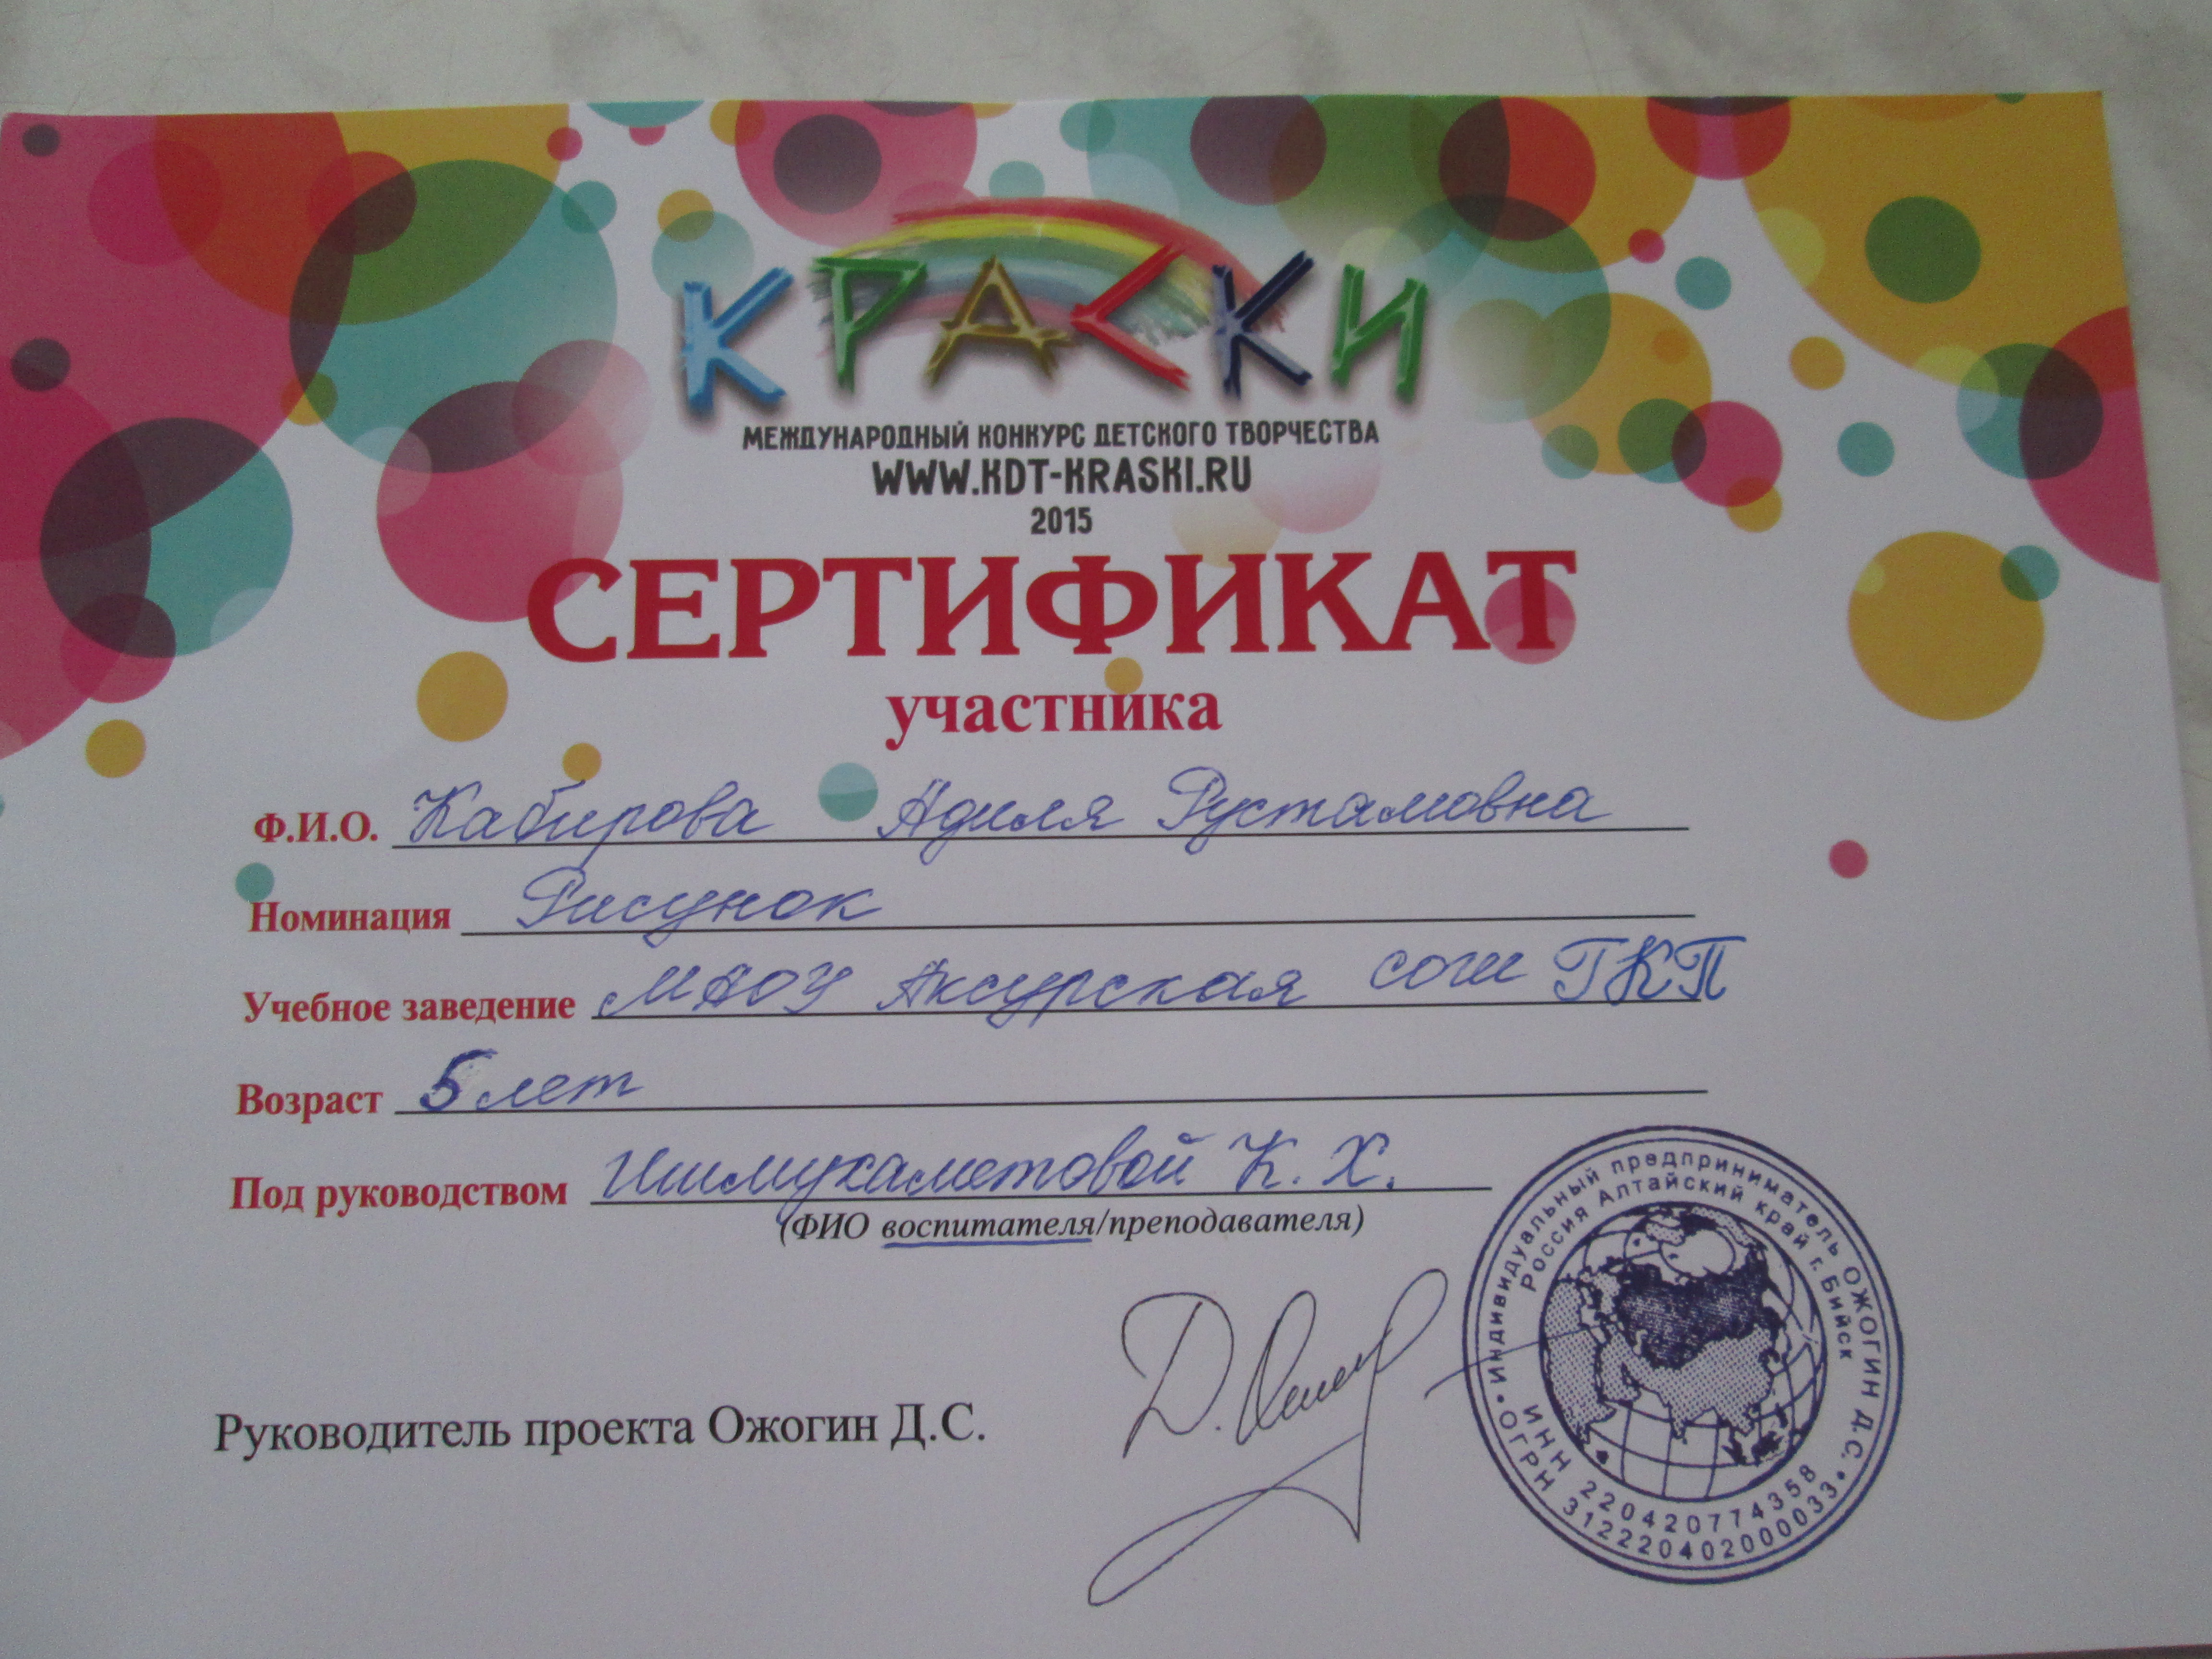 КРАСКИ
МЕЖДУНАРОДНЫЙ КОНКУРС ДЕТСКОГО ТВОРЧЕСТВА
WWW.KDT-KRASKI.RU
2015
СЕРТИФИКАТ
участника
Ф.И.О. Кабирова Адиля Рустамовна
Номинация Рисунок
Учебное заведение МАОУ Аксурская сош ГКП
Возраст 5 лет
Под руководством Ишмухаметовой К. Х.
(ФИО воспитателя/преподавателя)
Руководитель проекта Ожогин Д.С.
• Индивидуальный предприниматель ОЖОГИН Д.С. •
Россия Алтайский край г. Бийск
ИНН 220420774358
ОГРН 312220402000033